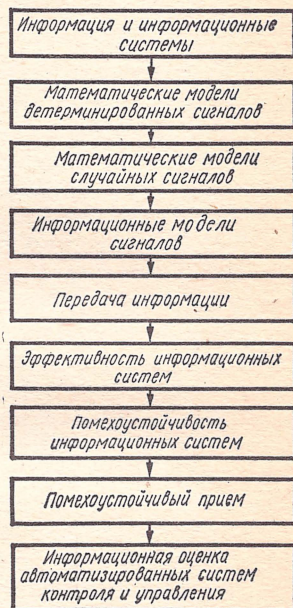 Информация и информационные
системы
Математические модели
детерминированных сигналов
Математические модели
случайных сигналов
Информационные модели
сигналов
Передача информации
Эффективность информационных
систем
Помехоустойчивость
информационных систем
Помехоустойчивый прием
Информационная оценка
автоматизированных систем
контроля и управления